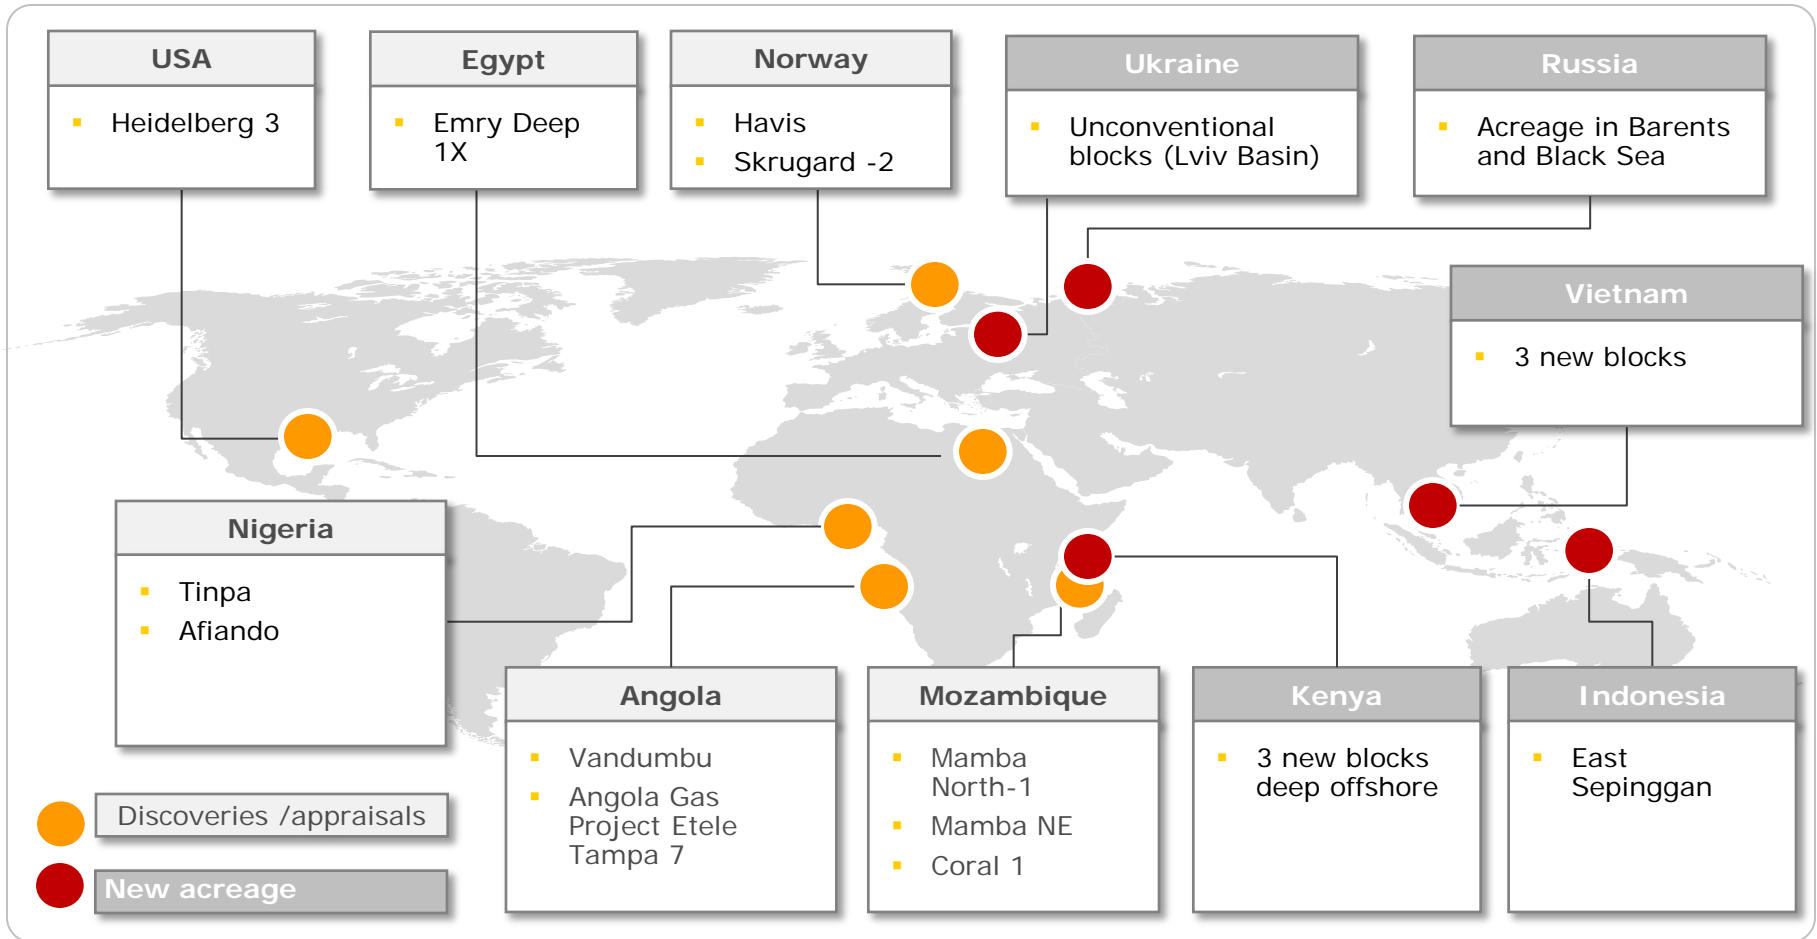 USA
Heidelberg 3
Egypt
Emry Deep
1X
Norway
Havis
Skrugard -2
Ukraine
Unconventional
blocks (Lviv Basin)
Russia
Acreage in Barents
and Black Sea
Vietnam
3 new blocks
Nigeria
Tinpa
Afiando
Angola
Vandumbu
Angola Gas
Project Etele
Tampa 7
Mozambique
Mamba
North-1
Mamba NE
Coral 1
Kenya
3 new blocks
deep offshore
Indonesia
East
Sepinggan
Discoveries /appraisals
New acreage